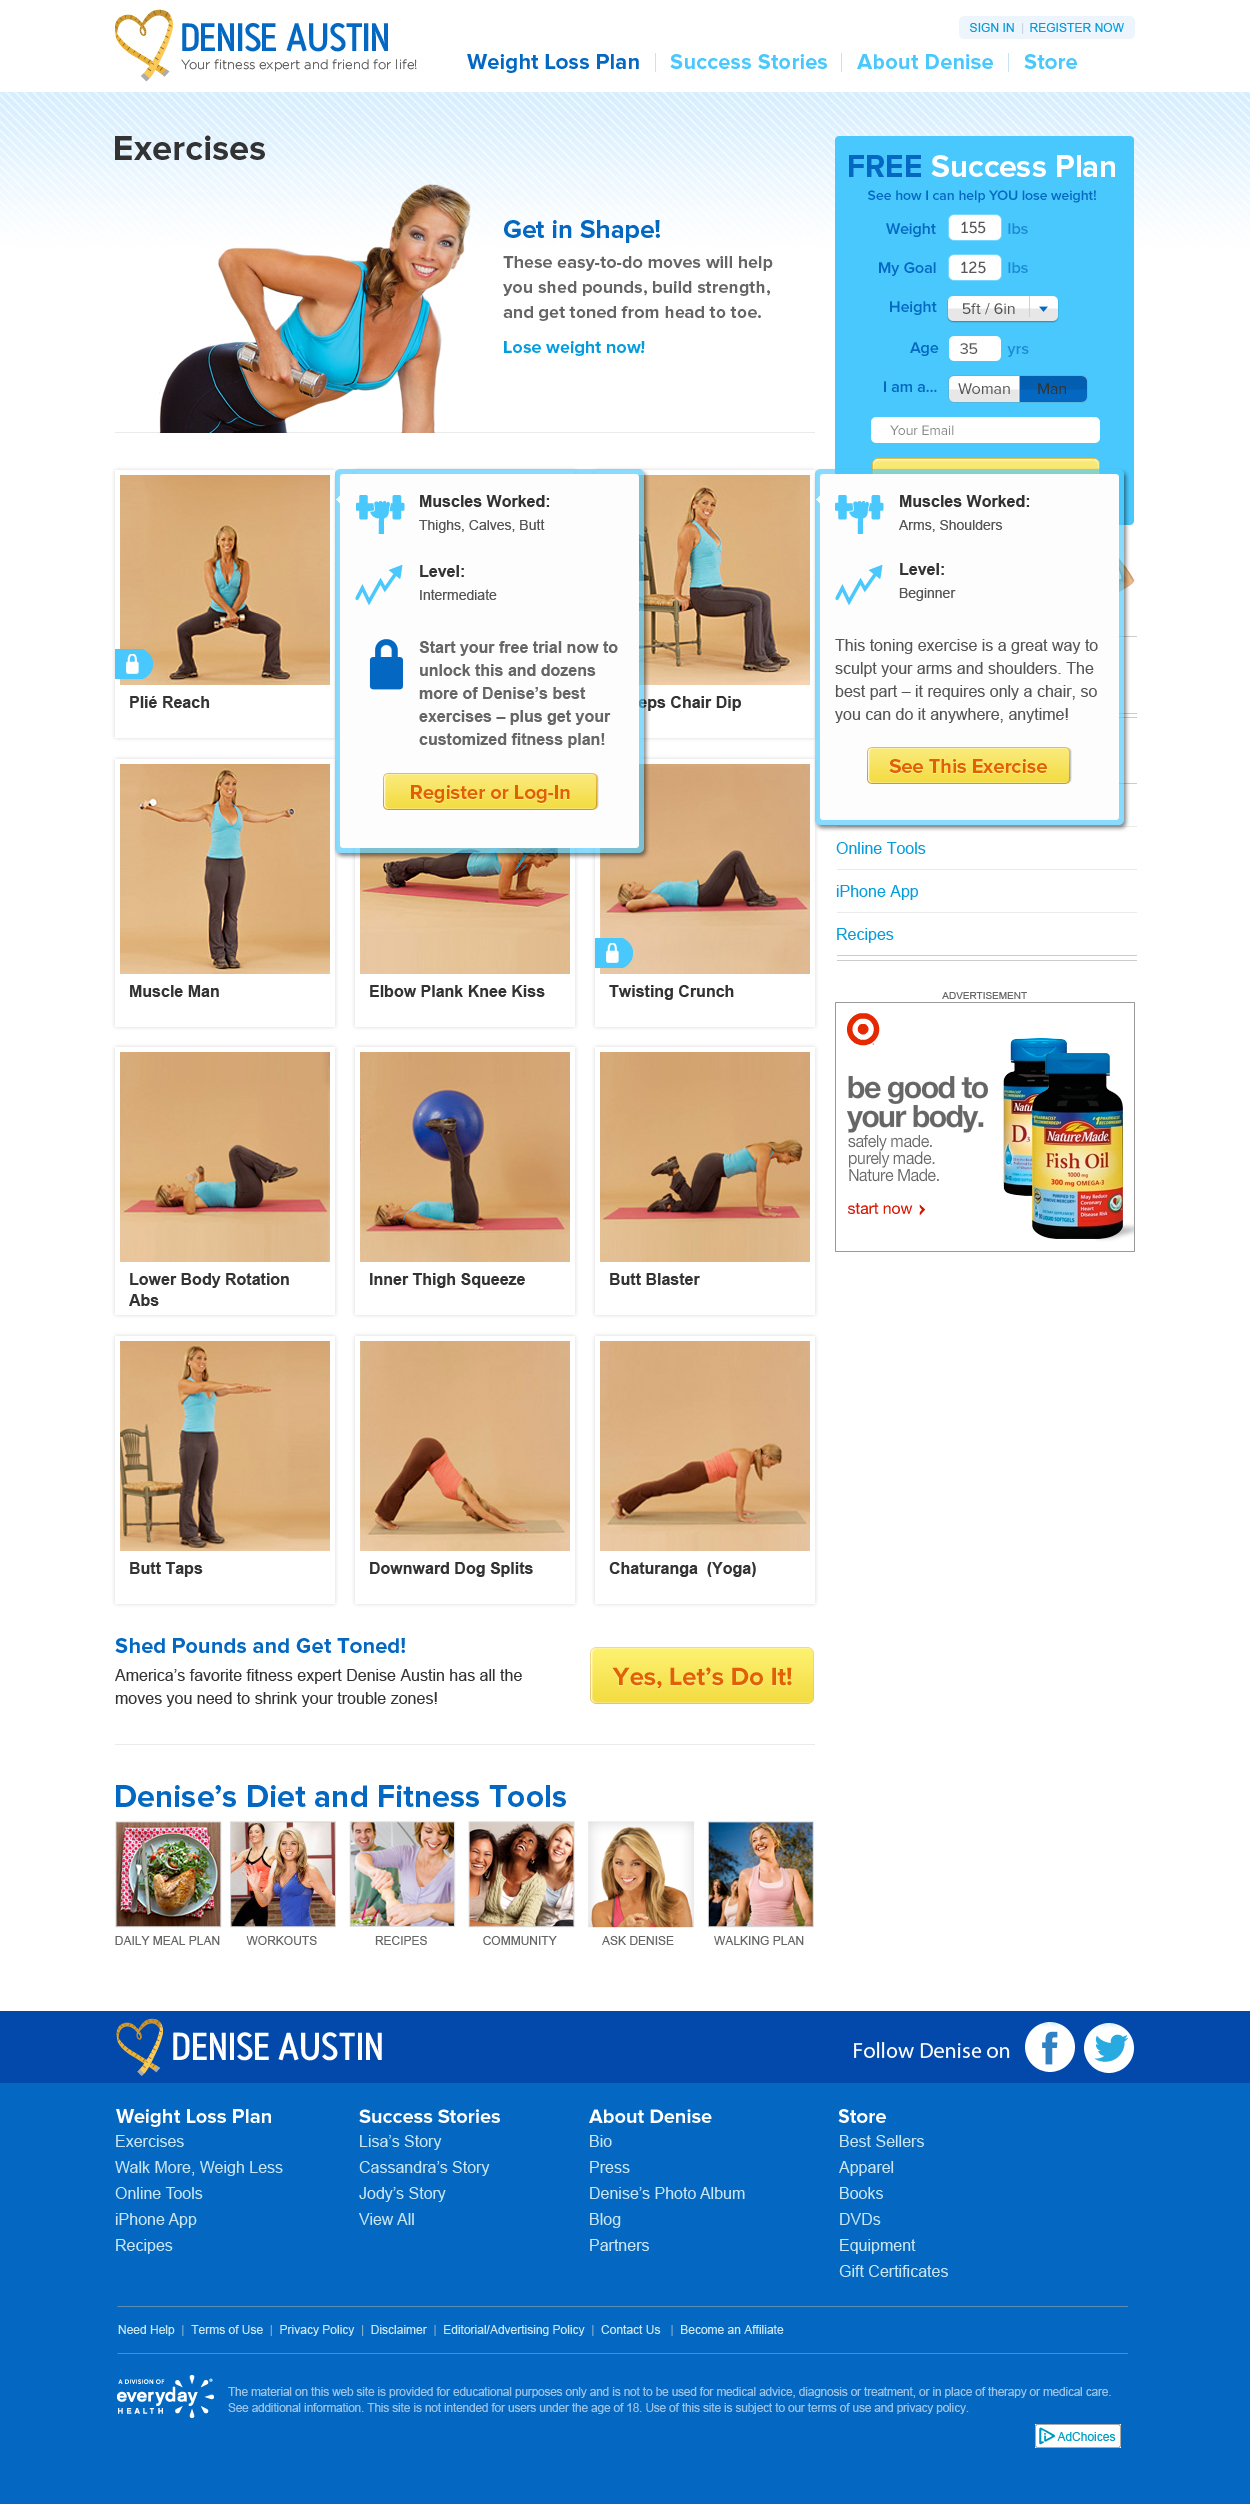 DENISE AUSTIN
Your fitness expert and friend for life!
SIGN IN | REGISTER NOW
Weight Loss Plan | Success Stories | About Denise | Store
Exercises
Get in Shape!
These easy-to-do moves will help
you shed pounds, build strength,
and get toned from head to toe.
Lose weight now!
FREE Success Plan
See how I can help YOU lose weight!
Weight 155 lbs
My Goal 125 lbs
Height 5ft / 6in
Age 35 yrs
I am a... Woman Man
Your Email
Plié Reach
Muscles Worked:
Thighs, Calves, Butt
Level:
Intermediate
Start your free trial now to
unlock this and dozens
more of Denise's best
exercises – plus get your
customized fitness plan!
Register or Log-In
eps Chair Dip
Muscles Worked:
Arms, Shoulders
Level:
Beginner
This toning exercise is a great way to
sculpt your arms and shoulders. The
best part – it requires only a chair, so
you can do it anywhere, anytime!
See This Exercise
Muscle Man
Elbow Plank Knee Kiss
Twisting Crunch
Online Tools
iPhone App
Recipes
ADVERTISEMENT
be good to
your body.
safely made.
purely made.
Nature Made.
start now ›
Nature Made
Fish Oil
1000 mg
300 mg OMEGA-3
Lower Body Rotation
Abs
Inner Thigh Squeeze
Butt Blaster
Butt Taps
Downward Dog Splits
Chaturanga (Yoga)
Shed Pounds and Get Toned!
America's favorite fitness expert Denise Austin has all the
moves you need to shrink your trouble zones!
Yes, Let's Do It!
Denise's Diet and Fitness Tools
DAILY MEAL PLAN
WORKOUTS
RECIPES
COMMUNITY
ASK DENISE
WALKING PLAN
DENISE AUSTIN
Follow Denise on
Weight Loss Plan
Exercises
Walk More, Weigh Less
Online Tools
iPhone App
Recipes
Success Stories
Lisa's Story
Cassandra's Story
Jody's Story
View All
About Denise
Bio
Press
Denise's Photo Album
Blog
Partners
Store
Best Sellers
Apparel
Books
DVDs
Equipment
Gift Certificates
Need Help | Terms of Use | Privacy Policy | Disclaimer | Editorial/Advertising Policy | Contact Us | Become an Affiliate
A DIVISION OF
everyday
HEALTH
The material on this web site is provided for educational purposes only and is not to be used for medical advice, diagnosis or treatment, or in place of therapy or medical care.
See additional information. This site is not intended for users under the age of 18. Use of this site is subject to our terms of use and privacy policy.
AdChoices